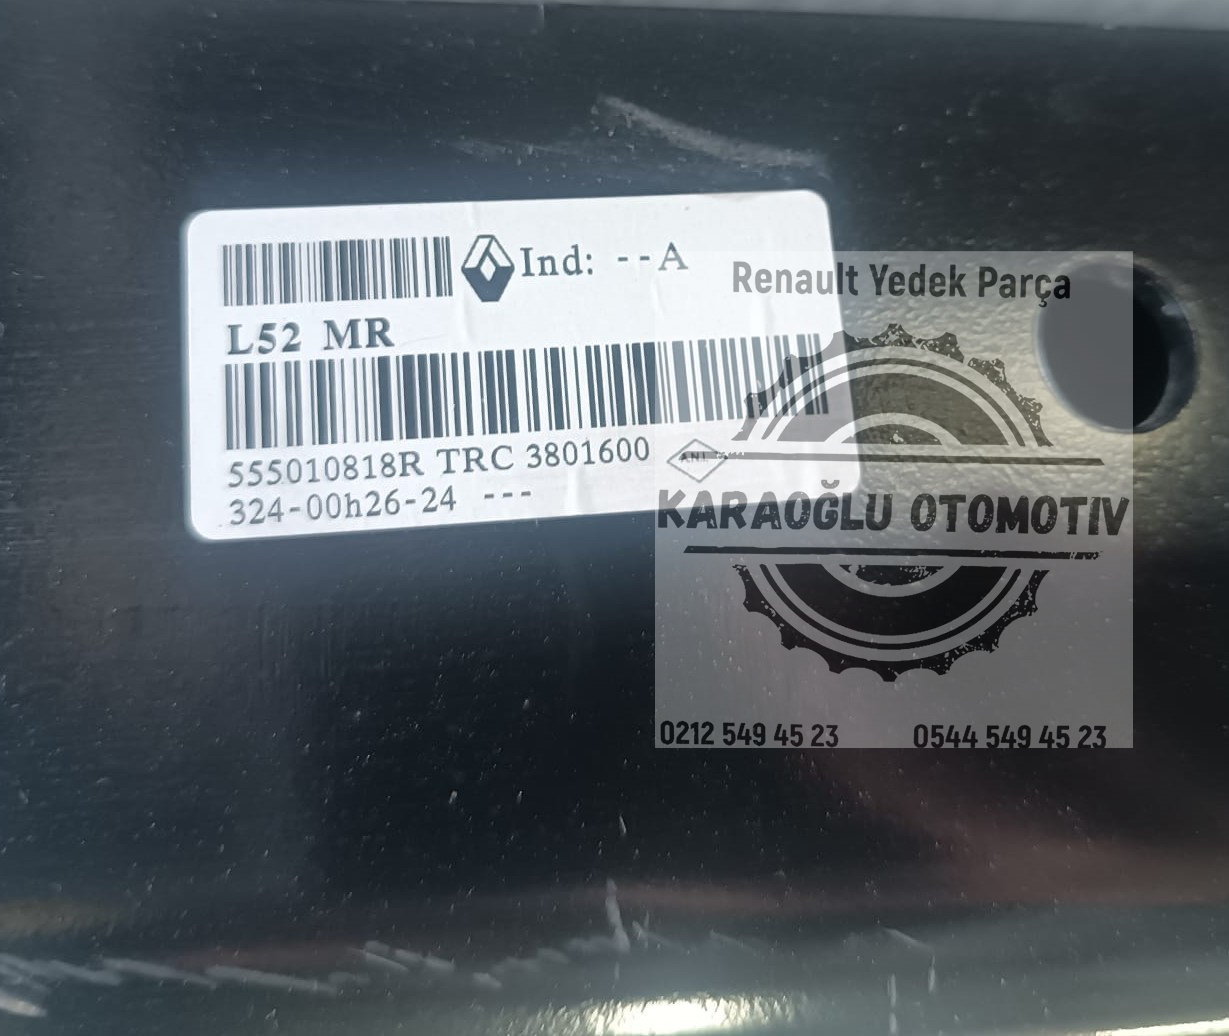 Ind: --A
L52 MR
555010818R TRC 3801600
324-00h26-24 ---
Renault Yedek Parça
KARAOĞLU OTOMOTIV
0212 549 45 23
0544 549 45 23